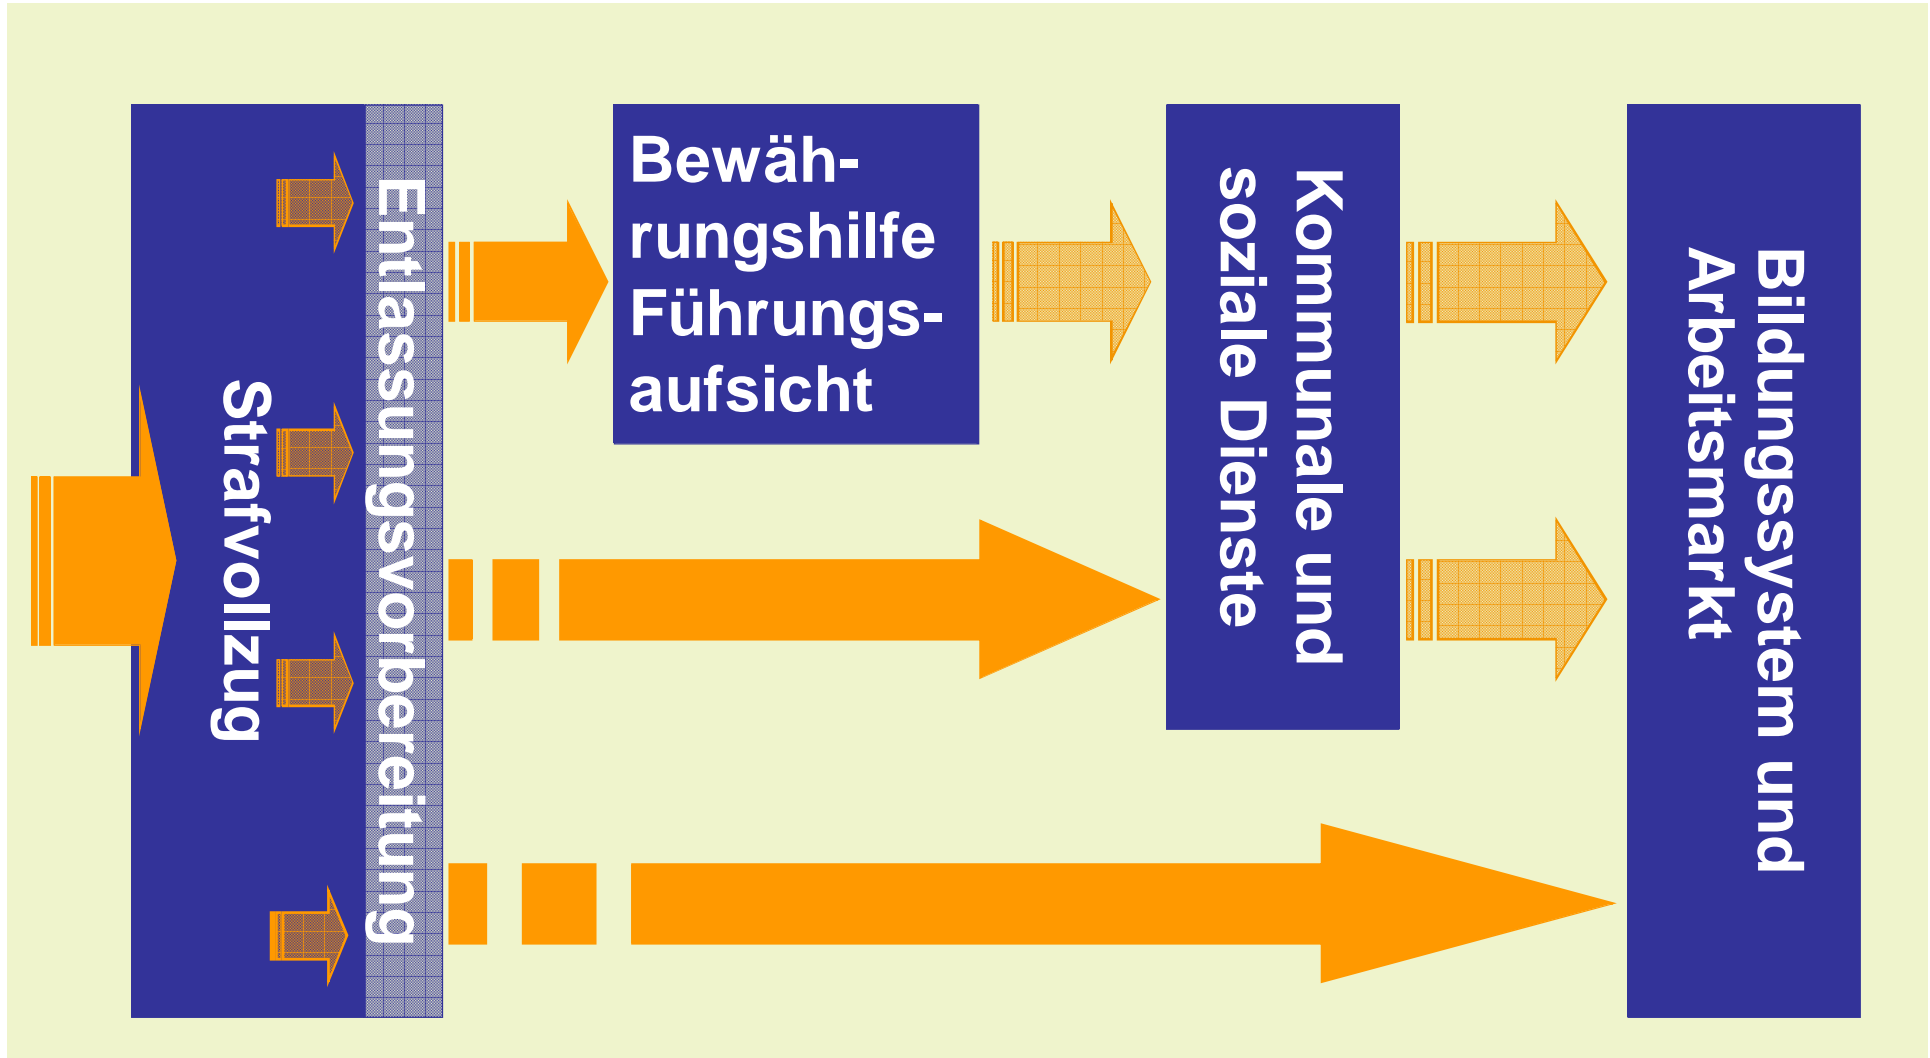 Strafvollzug
Entlassungsvorbereitung
Bewäh-
rungshilfe
Führungs-
aufsicht
Kommunale und
soziale Dienste
Bildungssystem und
Arbeitsmarkt